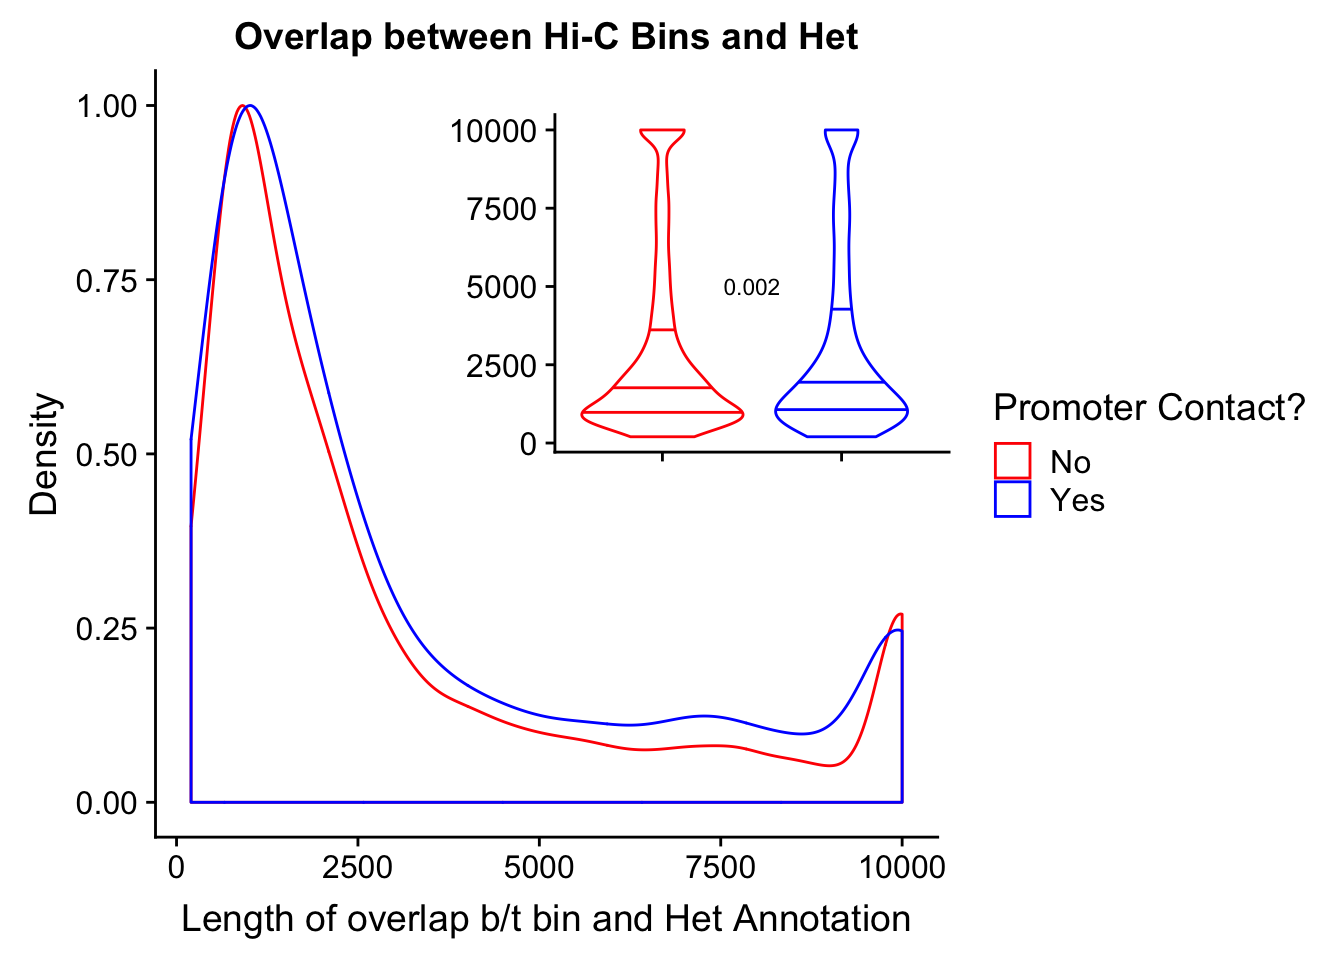 Overlap between Hi-C Bins and Het
Density
1.00
0.75
0.50
0.25
0.00
10000
7500
5000
2500
0
0.002
Promoter Contact?
No
Yes
0 2500 5000 7500 10000
Length of overlap b/t bin and Het Annotation